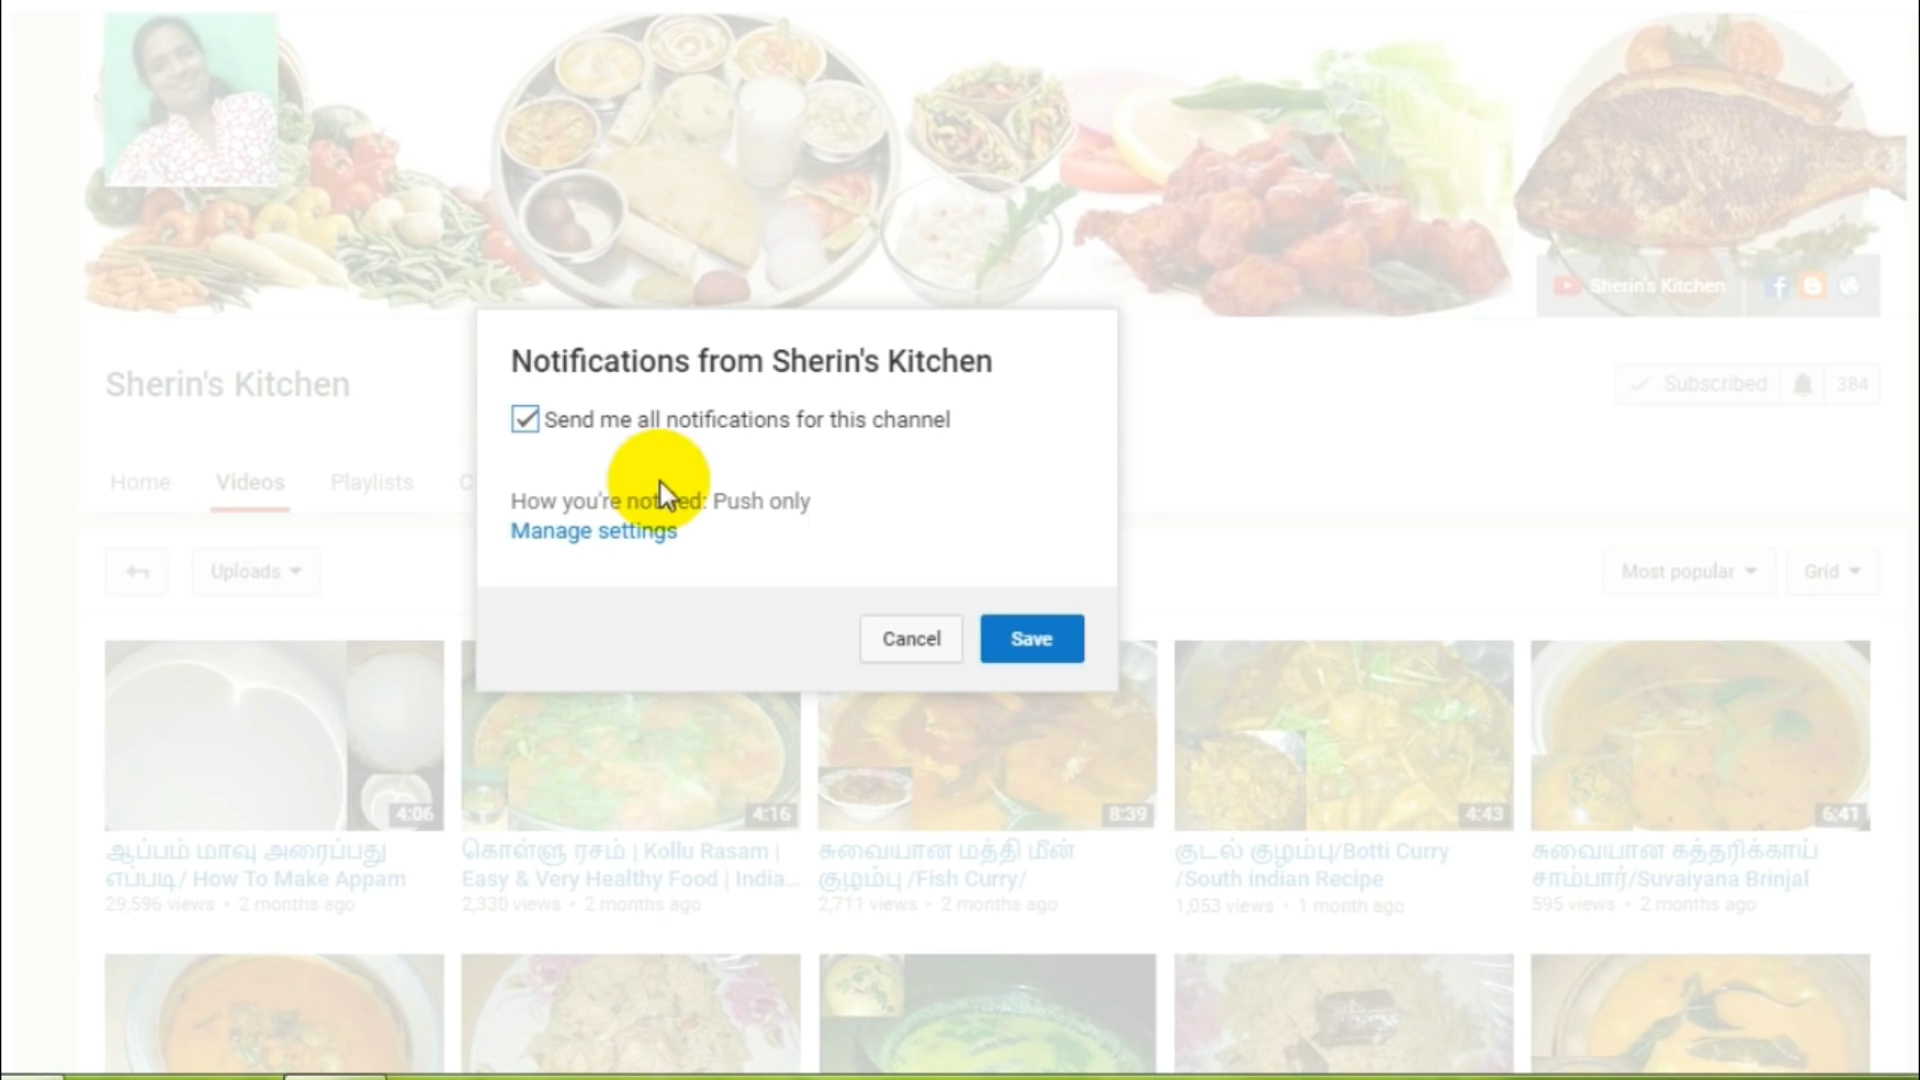 Sherin's Kitchen
Notifications from Sherin's Kitchen
Sherin's Kitchen
Subscribed
384
Send me all notifications for this channel
Home
Videos
Playlists
C
How you're notified: Push only
Manage settings
Uploads
Most popular
Grid
Cancel
Save
4:06
4:16
8:39
4:43
6:41
ஆப்பம் மாவு அரைப்பது
எப்படி/ How To Make Appam
29,596 views • 2 months ago
கொள்ளு ரசம் | Kollu Rasam |
Easy & Very Healthy Food | India...
2,330 views • 2 months ago
சுவையான மத்தி மீன்
குழம்பு /Fish Curry/
2,711 views • 2 months ago
குடல் குழம்பு/Botti Curry
/South indian Recipe
1,053 views • 1 month ago
சுவையான கத்தரிக்காய்
சாம்பார்/Suvaiyana Brinjal
595 views • 2 months ago